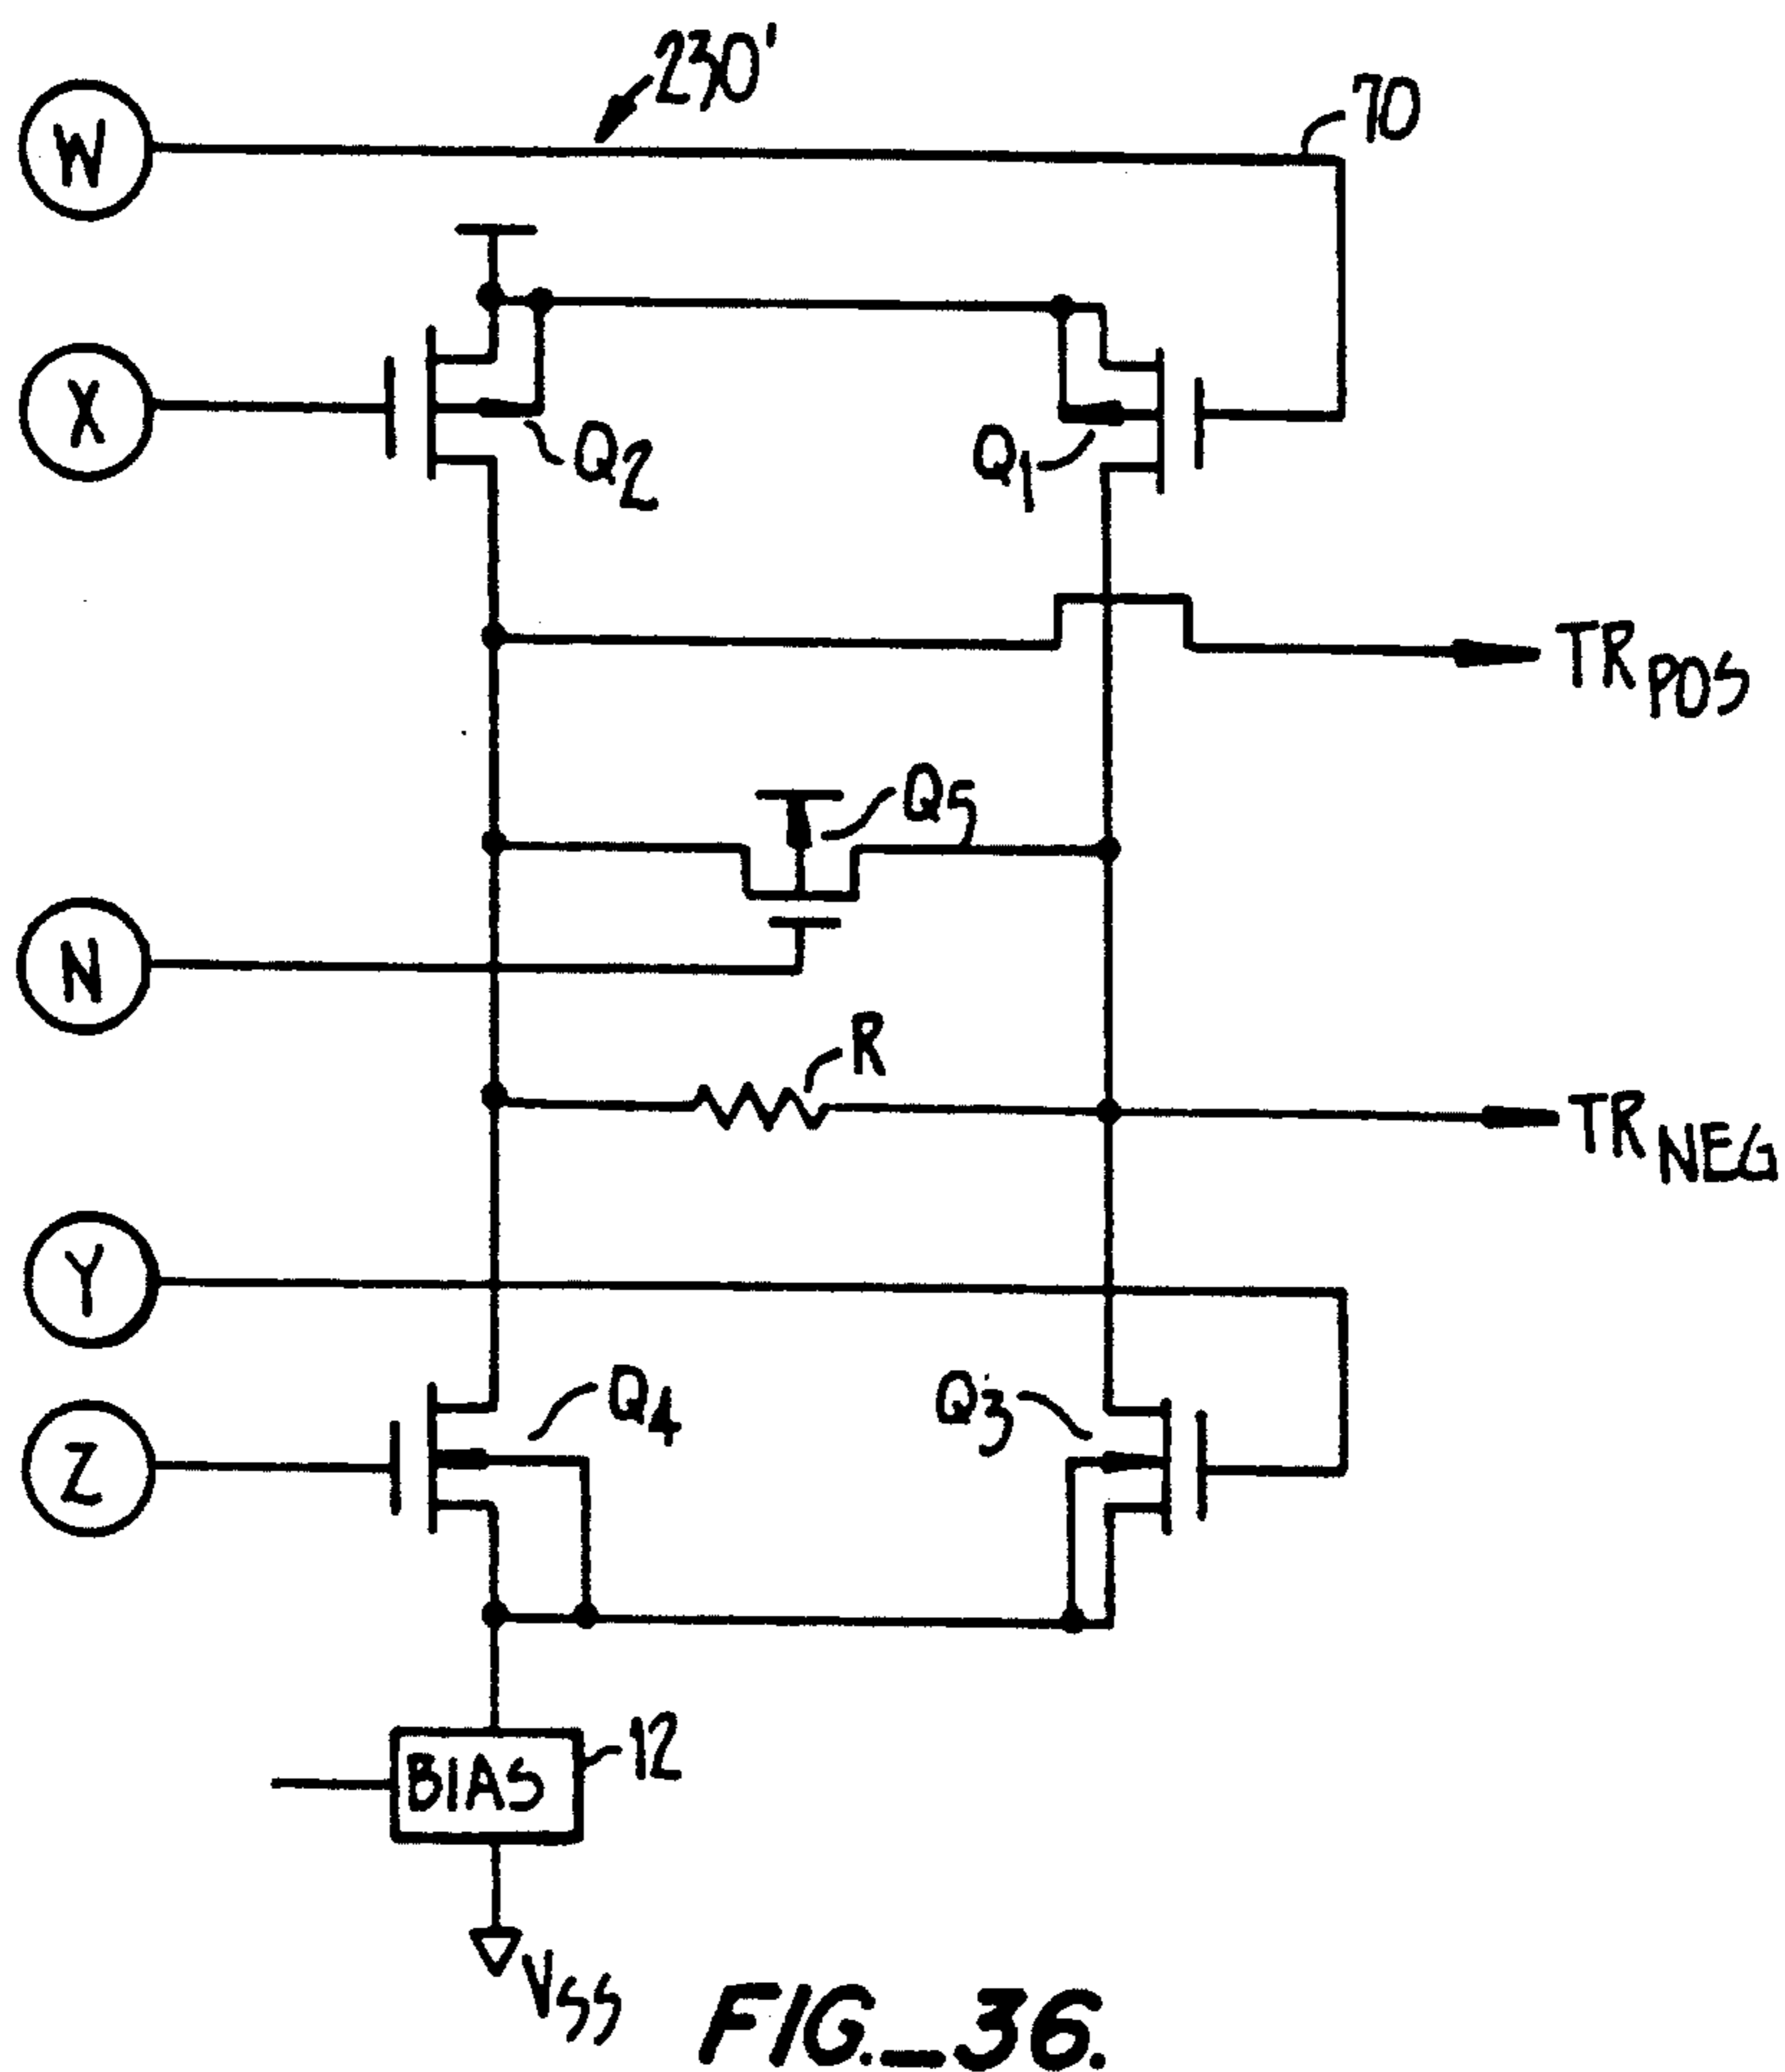 230'
W
70
X
Q2
Q1
TRPOS
Q5
N
R
TRNEG
Y
Q4
Q3
Z
BIAS
12
VSS
FIG._36.